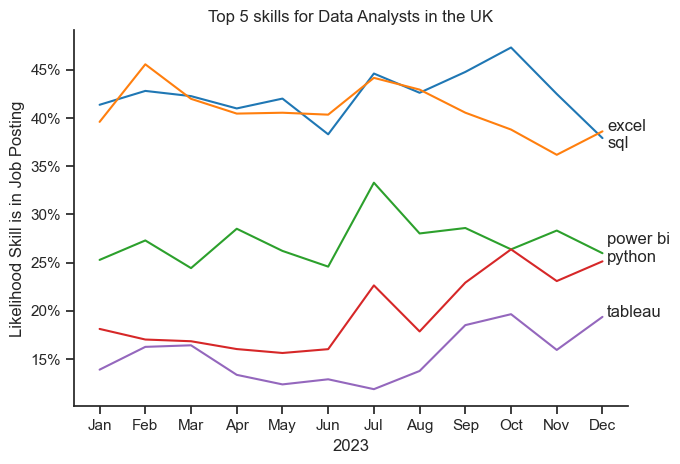 Top 5 skills for Data Analysts in the UK
Likelihood Skill is in Job Posting
45%
40%
35%
30%
25%
20%
15%
excel
sql
power bi
python
tableau
Jan Feb Mar Apr May Jun Jul Aug Sep Oct Nov Dec
2023